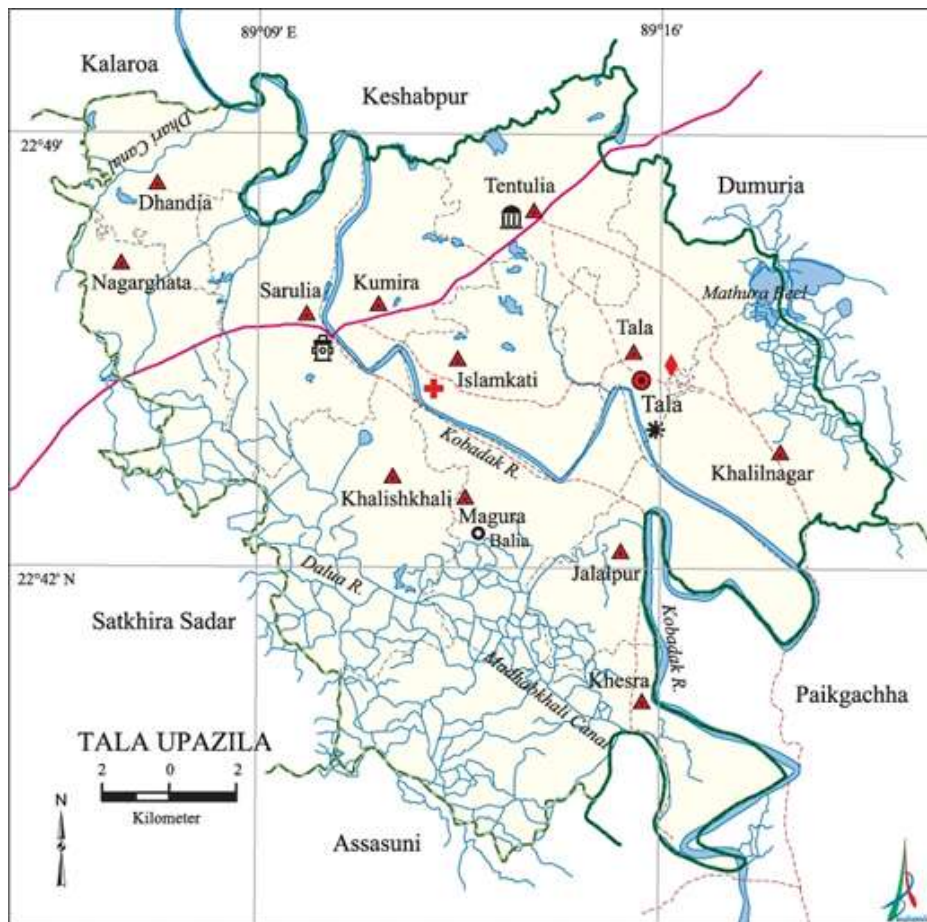 89°09' E
89°16'
Kalaroa
Keshabpur
22°49'
Dhari Canal
Dumuria
Tentulia
Dhandia
Nagarghata
Mathura Beel
Kumira
Sarulia
Tala
Islamkati
Tala
Kobadak R.
Khalilnagar
Khalishkhali
Magura
Balia
22°42' N
Jalalpur
Dalua R.
Satkhira Sadar
Kobadak R.
Madhabkhali Canal
Khesra
Paikgachha
TALA UPAZILA
2 0 2
Kilometer
N
Assasuni